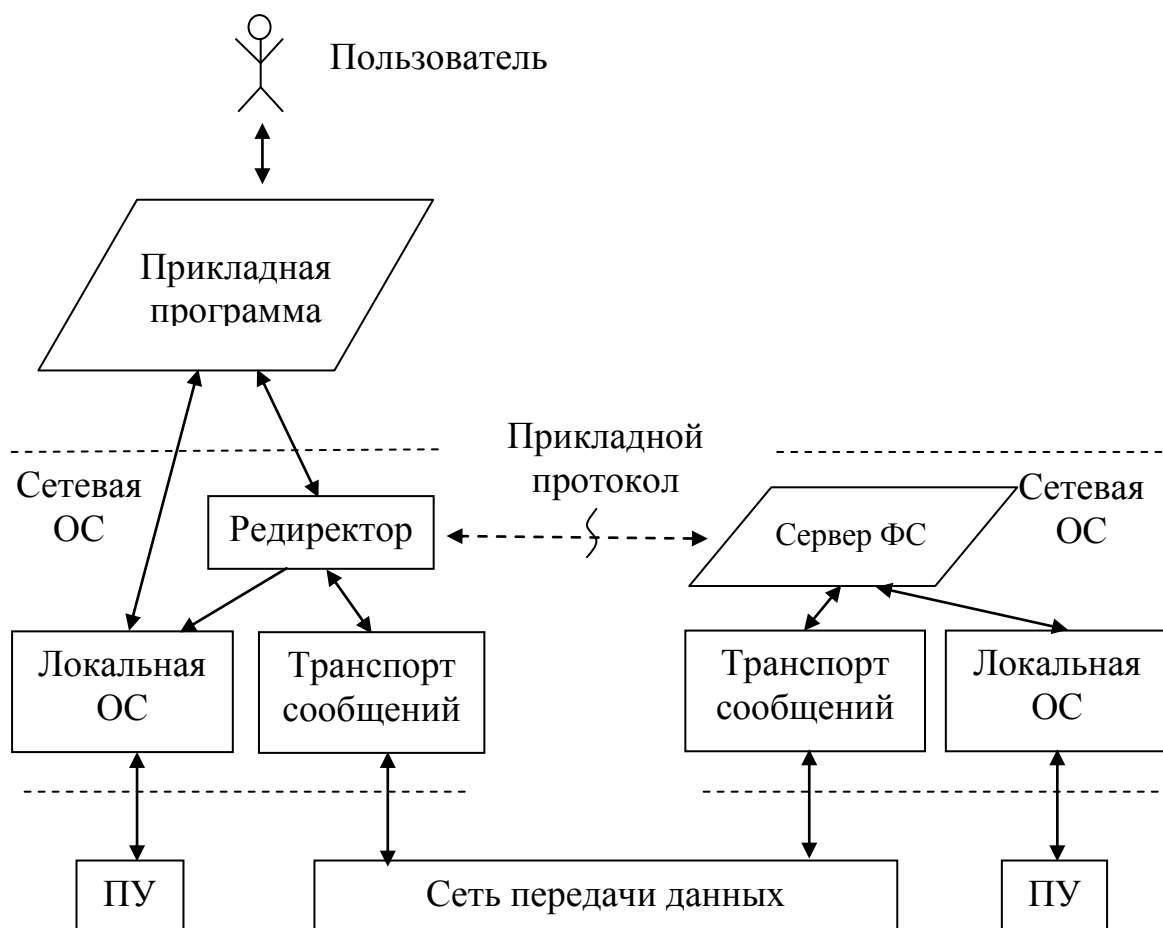 Пользователь
Прикладная
программа
Прикладной
протокол
Сетевая
ОС
Редиректор
Сервер ФС
Сетевая
ОС
Локальная
ОС
Транспорт
сообщений
Транспорт
сообщений
Локальная
ОС
ПУ
Сеть передачи данных
ПУ